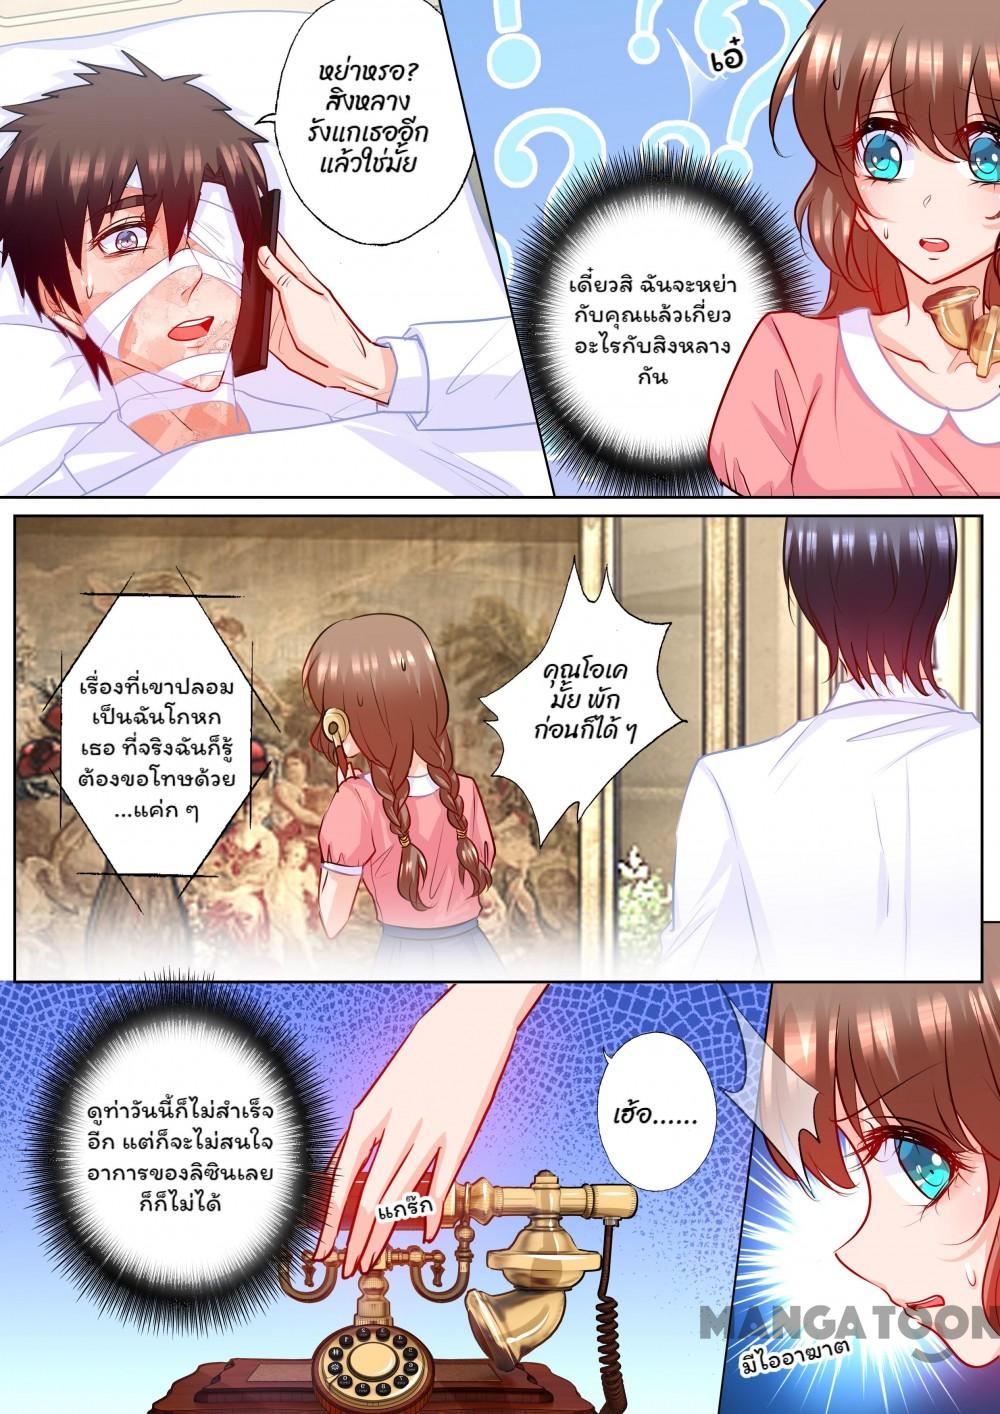 หย่าหรอ?
สิงหลาง
รังแกเธออีก
แล้วใช่มั้ย
เอ๋
เดี๋ยวสิ ฉันจะหย่า
กับคุณแล้วเกี่ยว
อะไรกับสิงหลาง
กัน
เรื่องที่เขาปลอม
เป็นฉันโกหก
เธอ ที่จริงฉันก็รู้
ต้องขอโทษด้วย
...แค่ก ๆ
คุณโอเค
มั้ย พัก
ก่อนก็ได้ ๆ
ดูท่าวันนี้ก็ไม่สำเร็จ
อีก แต่ก็จะไม่สนใจ
อาการของลิซินเลย
ก็ก็ไม่ได้
เฮ้อ......
แกร๊ก
MANGATOON
มีไออาฆาต